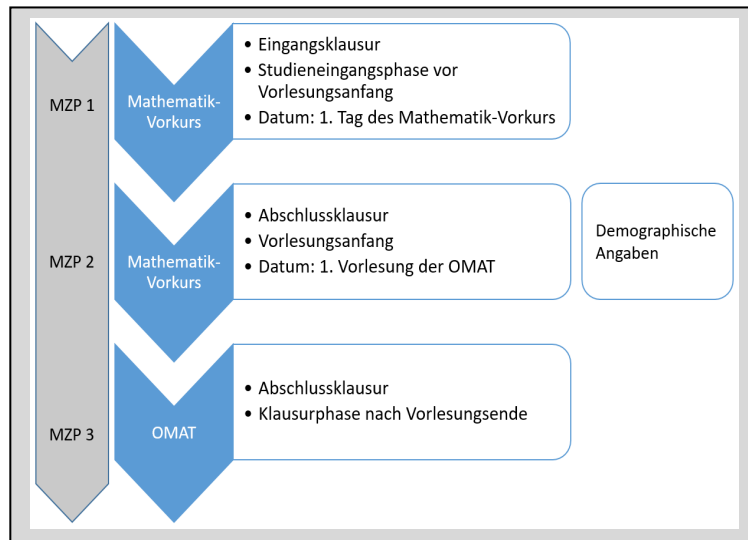 MZP 1
Mathematik-
Vorkurs
• Eingangsklausur
• Studieneingangsphase vor
Vorlesungsanfang
• Datum: 1. Tag des Mathematik-Vorkurs
MZP 2
Mathematik-
Vorkurs
• Abschlussklausur
• Vorlesungsanfang
• Datum: 1. Vorlesung der OMAT
Demographische
Angaben
MZP 3
OMAT
• Abschlussklausur
• Klausurphase nach Vorlesungsende